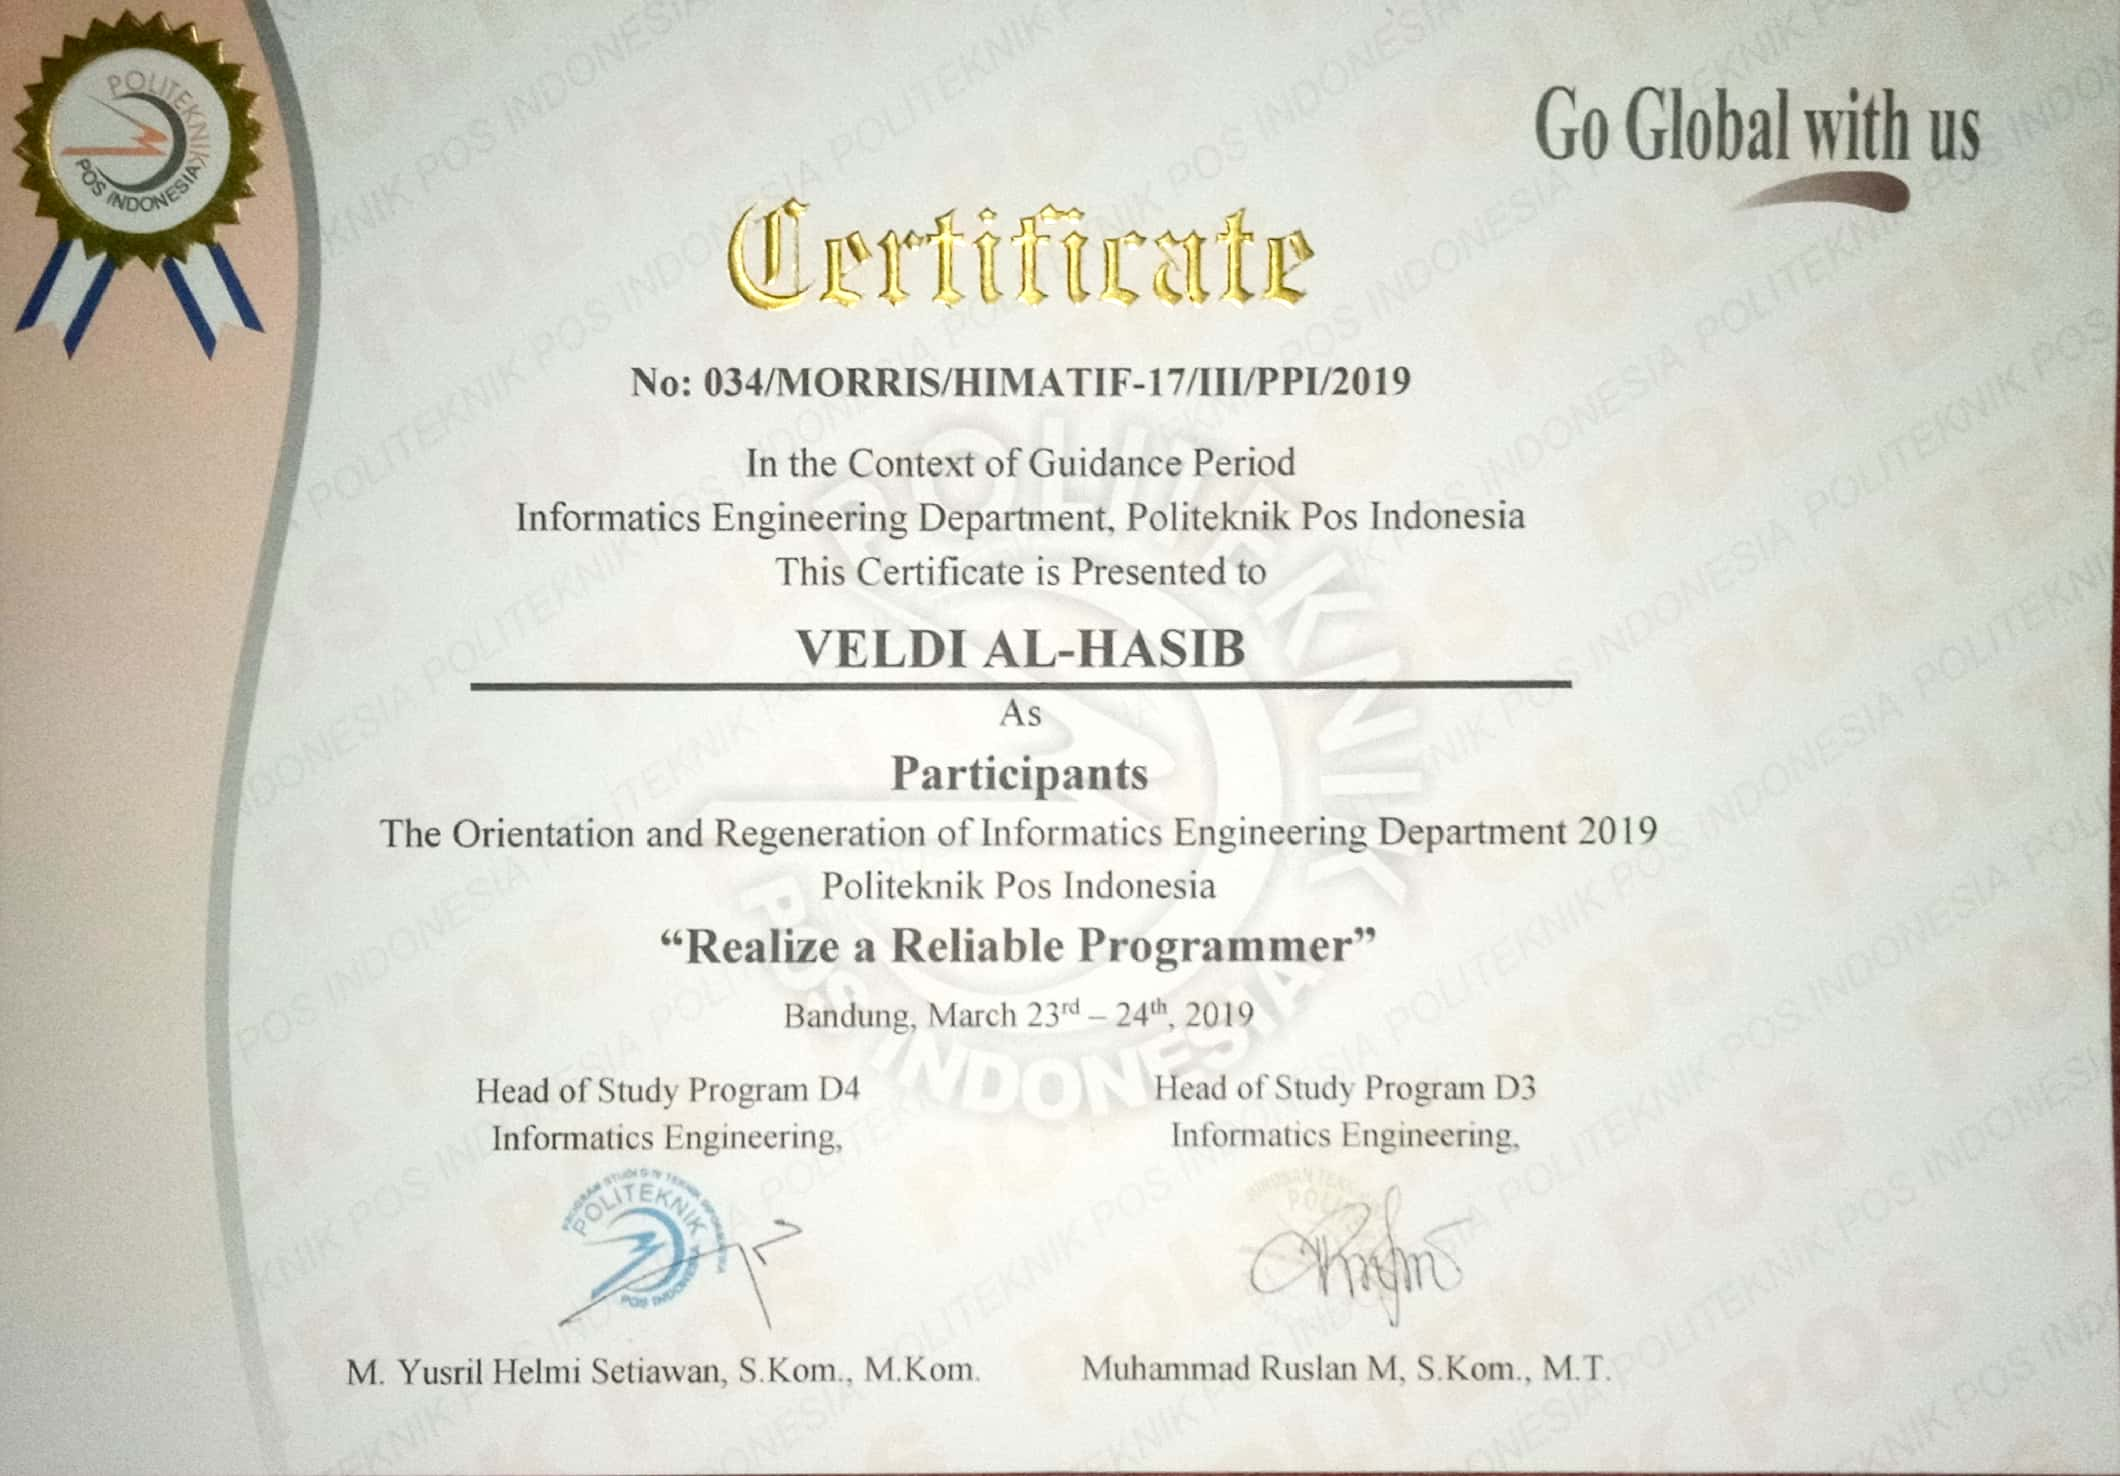 POLITEKNIK
POS INDONESIA
Go Global with us
Certificate
No: 034/MORRIS/HIMATIF-17/III/PPI/2019
In the Context of Guidance Period
Informatics Engineering Department, Politeknik Pos Indonesia
This Certificate is Presented to
VELDI AL-HASIB
As
Participants
The Orientation and Regeneration of Informatics Engineering Department 2019
Politeknik Pos Indonesia
“Realize a Reliable Programmer”
Bandung, March 23rd – 24th, 2019
Head of Study Program D4
Informatics Engineering,
Head of Study Program D3
Informatics Engineering,
POLITEKNIK
POS INDONESIA
M. Yusril Helmi Setiawan, S.Kom., M.Kom.
Muhammad Ruslan M, S.Kom., M.T.